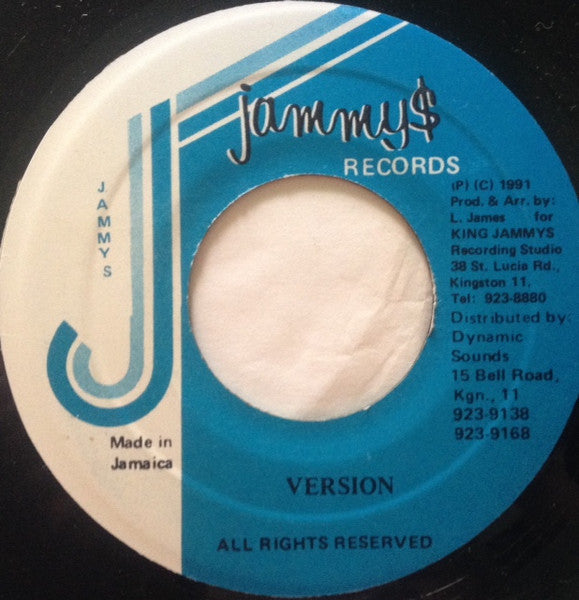 jammy$
RECORDS
JAMMYS
(P) (C) 1991
Prod. & Arr. by:
L. James for
KING JAMMYS
Recording Studio
38 St. Lucia Rd.,
Kingston 11,
Tel: 923-8880
Distributed by:
Dynamic
Sounds
15 Bell Road,
Kgn., 11
923-9138
923-9168
Made in
Jamaica
VERSION
ALL RIGHTS RESERVED